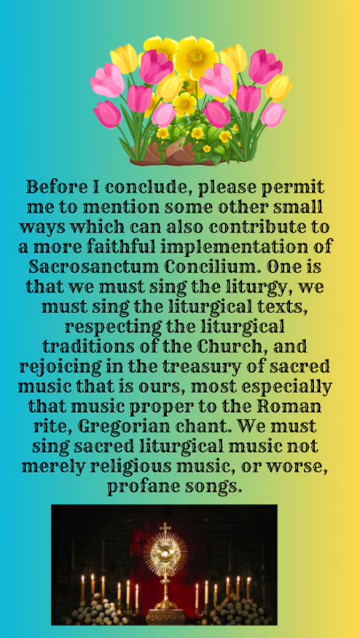 Before I conclude, please permit
me to mention some other small
ways which can also contribute to
a more faithful implementation of
Sacrosanctum Concilium. One is
that we must sing the liturgy, we
must sing the liturgical texts,
respecting the liturgical
traditions of the Church, and
rejoicing in the treasury of sacred
music that is ours, most especially
that music proper to the Roman
rite, Gregorian chant. We must
sing sacred liturgical music not
merely religious music, or worse,
profane songs.